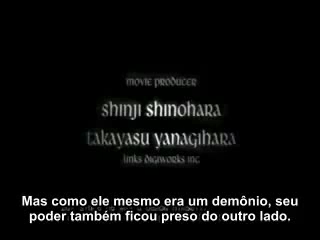 MOVIE PRODUCER
SHINJI SHINOHARA
TAKAYASU YANAGIHARA
LINKS DIGIWORKS INC
Mas como ele mesmo era um demônio, seu
poder também ficou preso do outro lado.